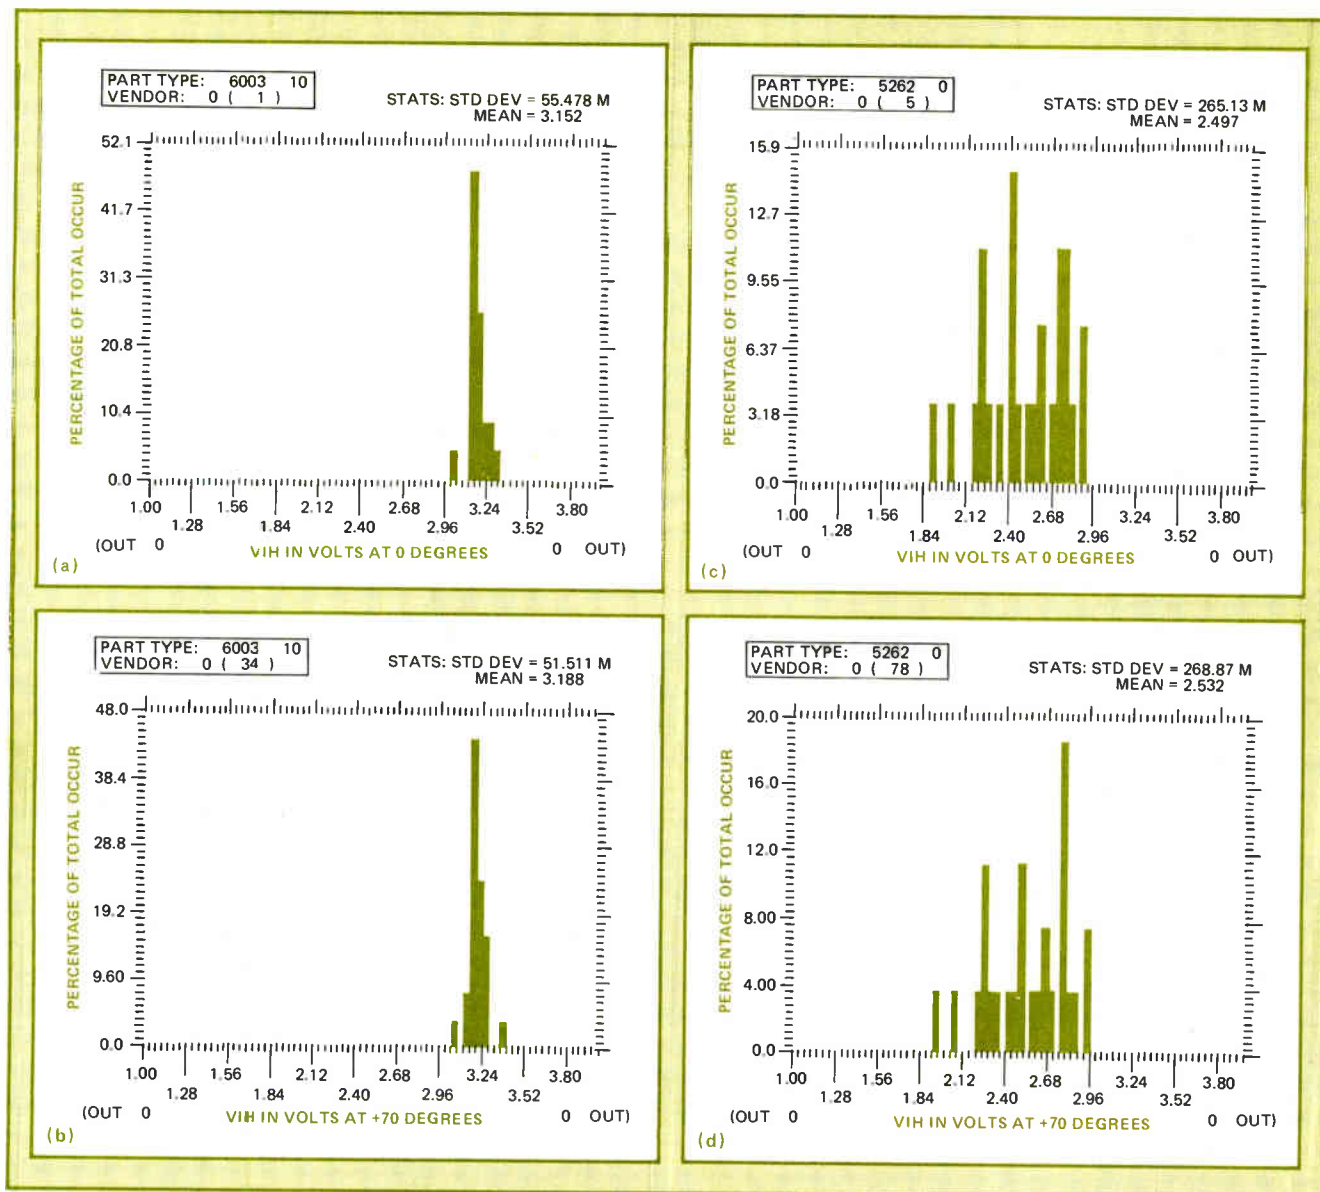 PART TYPE: 6003 10
VENDOR: 0 ( 1 )
STATS: STD DEV = 55.478 M
MEAN = 3.152
PERCENTAGE OF TOTAL OCCUR
52.1
41.7
31.3
20.8
10.4
0.0
1.00 1.56 2.12 2.68 3.24 3.80
1.28 1.84 2.40 2.96 3.52
(OUT 0 0 OUT)
VIH IN VOLTS AT 0 DEGREES
(a)
PART TYPE: 5262 0
VENDOR: 0 ( 5 )
STATS: STD DEV = 265.13 M
MEAN = 2.497
PERCENTAGE OF TOTAL OCCUR
15.9
12.7
9.55
6.37
3.18
0.0
1.00 1.56 2.12 2.68 3.24 3.80
1.28 1.84 2.40 2.96 3.52
(OUT 0 0 OUT)
VIH IN VOLTS AT 0 DEGREES
(c)
PART TYPE: 6003 10
VENDOR: 0 ( 34 )
STATS: STD DEV = 51.511 M
MEAN = 3.188
PERCENTAGE OF TOTAL OCCUR
48.0
38.4
28.8
19.2
9.60
0.0
1.00 1.56 2.12 2.68 3.24 3.80
1.28 1.84 2.40 2.96 3.52
(OUT 0 0 OUT)
VIH IN VOLTS AT +70 DEGREES
(b)
PART TYPE: 5262 0
VENDOR: 0 ( 78 )
STATS: STD DEV = 268.87 M
MEAN = 2.532
PERCENTAGE OF TOTAL OCCUR
20.0
16.0
12.0
8.00
4.00
0.0
1.00 1.56 2.12 2.68 3.24 3.80
1.28 1.84 2.40 2.96 3.52
(OUT 0 0 OUT)
VIH IN VOLTS AT +70 DEGREES
(d)